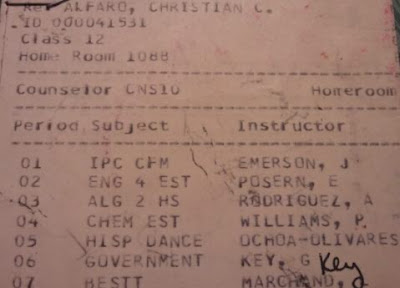 ALFARO, CHRISTIAN C.
ID 000041531
Class 12
Home Room 108B
Counselor CNS10 Homeroom
Period Subject Instructor
01 IPC CFM EMERSON, J
02 ENG 4 EST POSERN, E
03 ALG 2 HS RODRIGUEZ, A
04 CHEM EST WILLIAMS, P
05 HISP DANCE OCHOA-OLIVARES
06 GOVERNMENT KEY, G Key
07 BESTT MARCHAND,